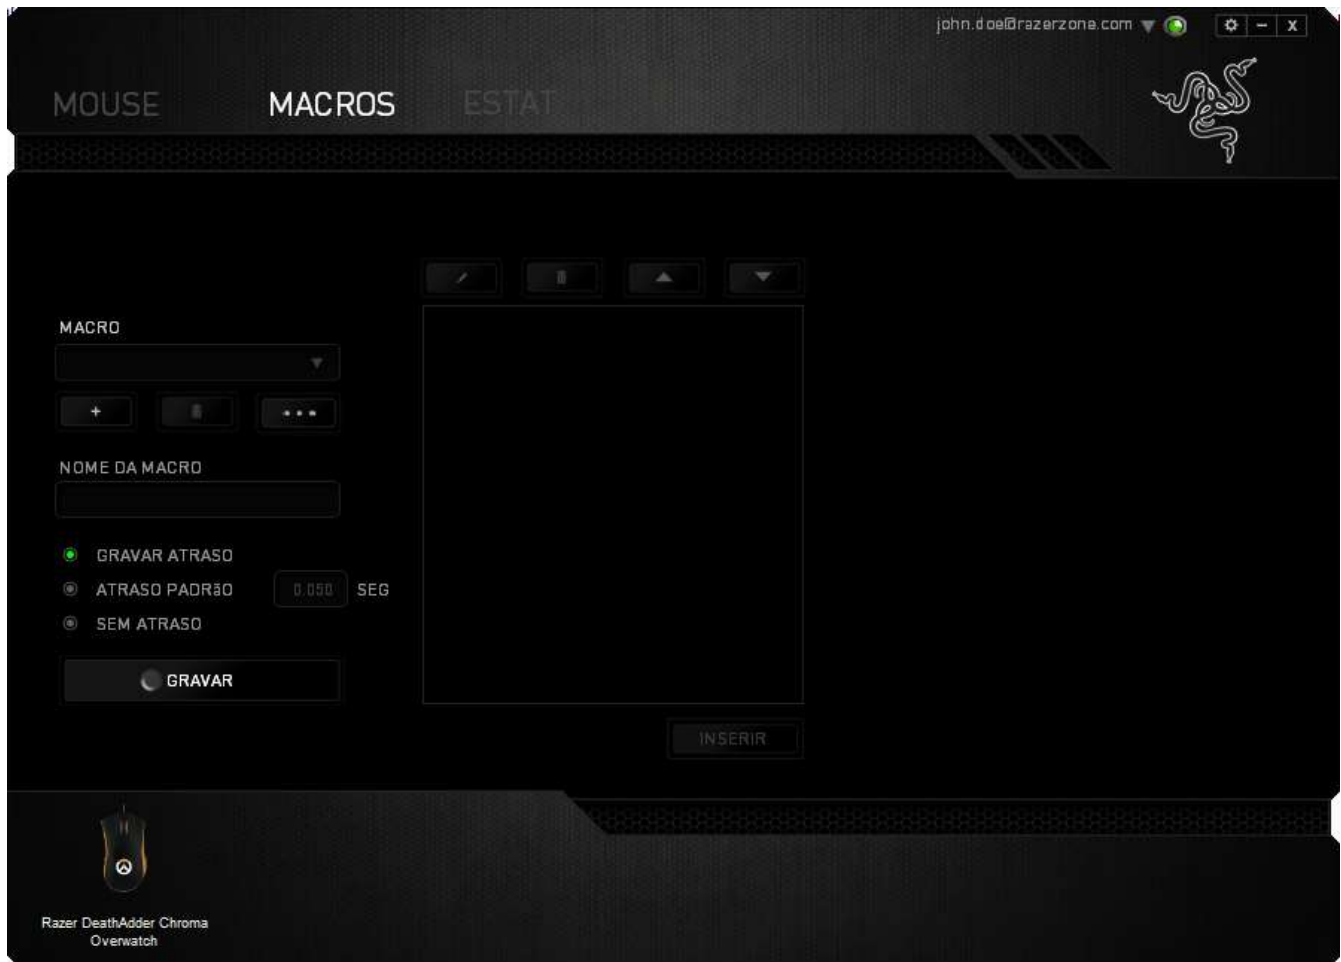 john.doe@razerzone.com
MOUSE MACROS ESTAT
MACRO
NOME DA MACRO
GRAVAR ATRASO
ATRASO PADRãO 0.050 SEG
SEM ATRASO
GRAVAR
INSERIR
Razer DeathAdder Chroma
Overwatch